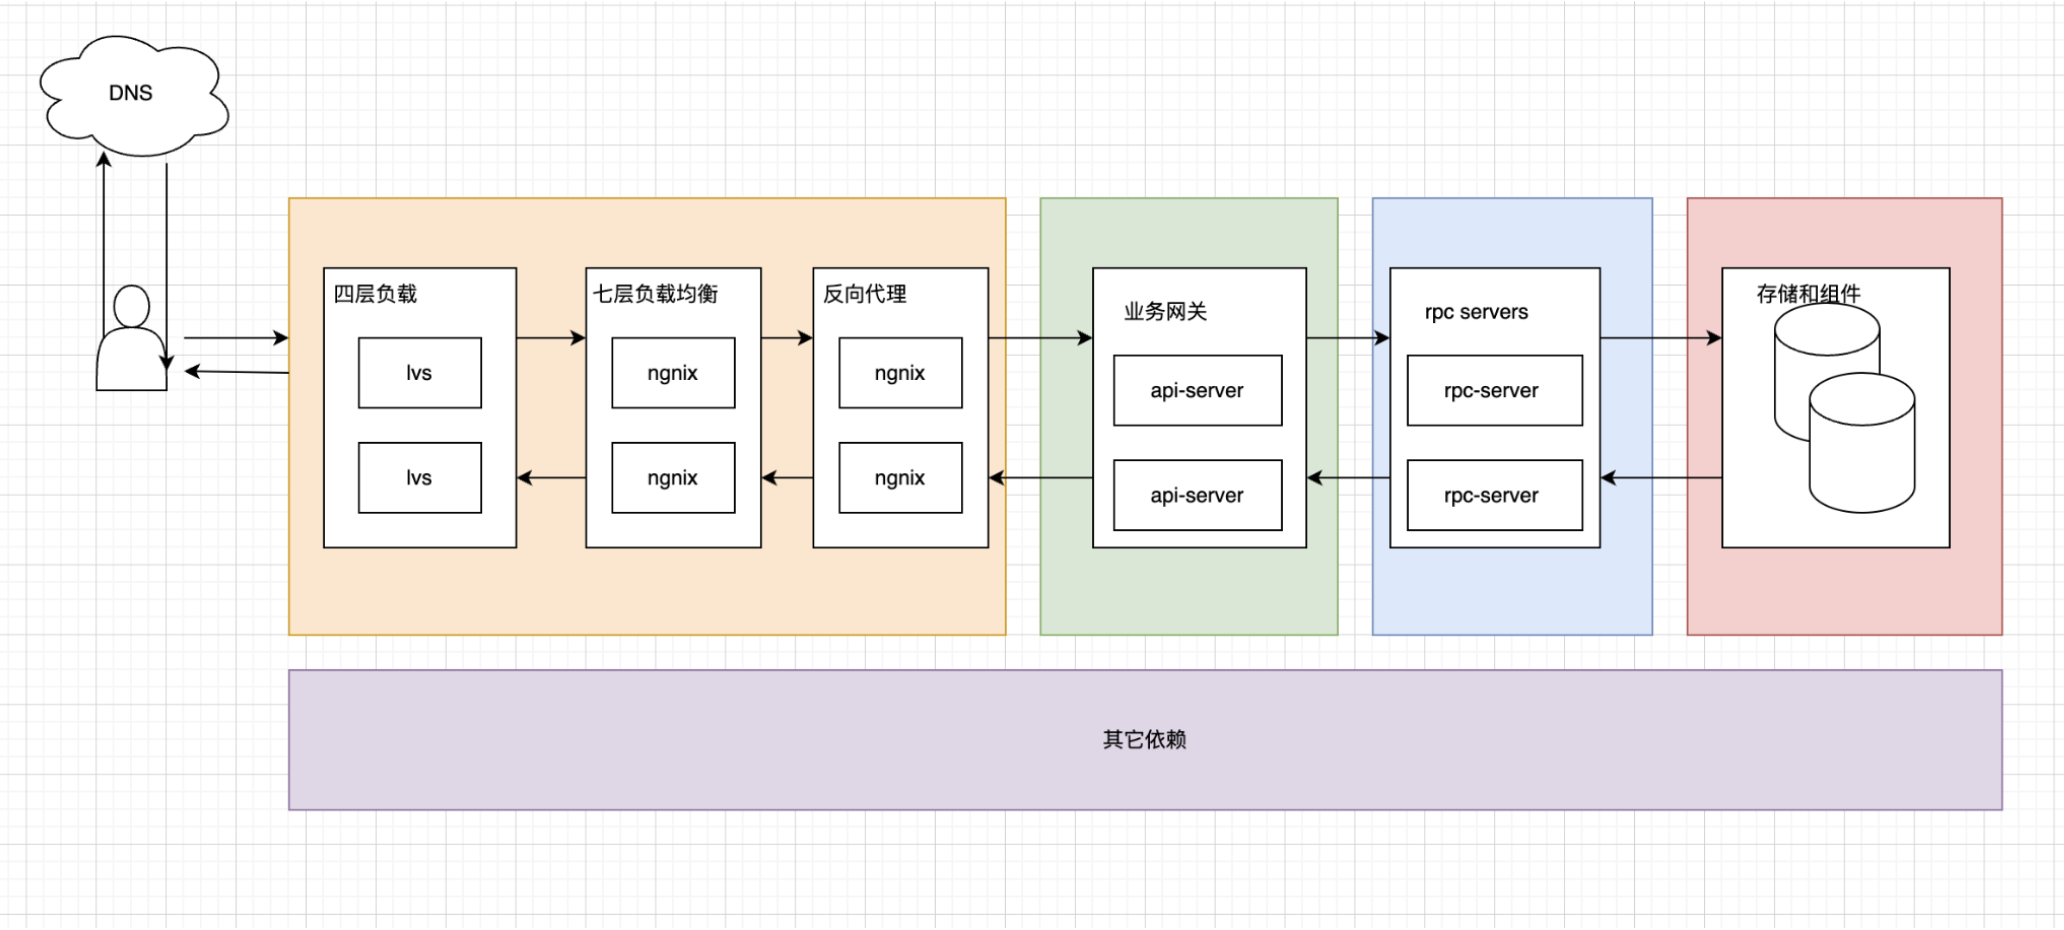 DNS
四层负载
lvs
lvs
七层负载均衡
ngnix
ngnix
反向代理
ngnix
ngnix
业务网关
api-server
api-server
rpc servers
rpc-server
rpc-server
存储和组件
其它依赖